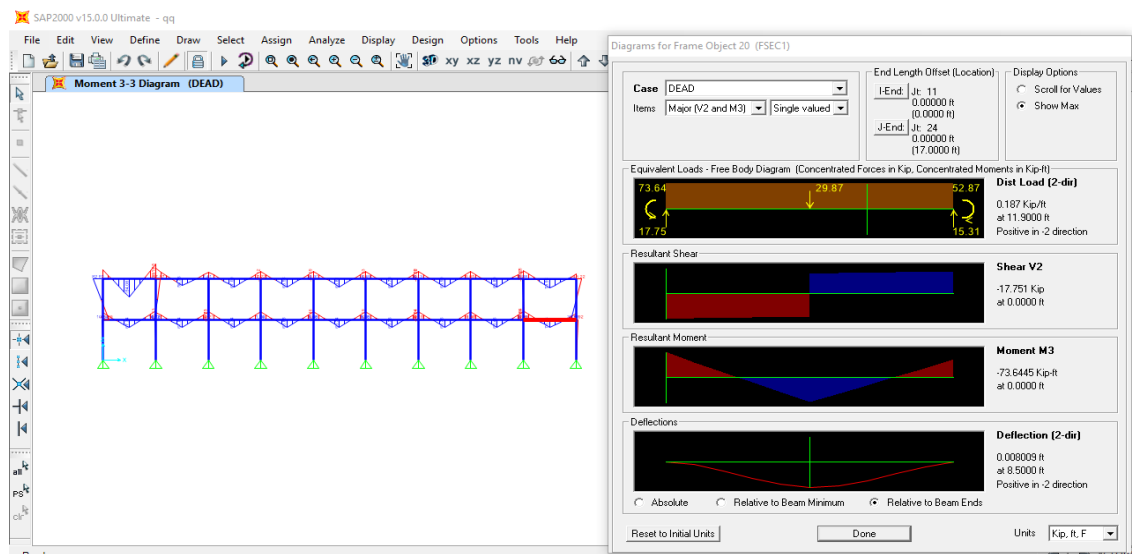 SAP2000 v15.0.0 Ultimate - qq
File Edit View Define Draw Select Assign Analyze Display Design Options Tools Help
3D xy xz yz nv
Moment 3-3 Diagram (DEAD)
all
PS
clr
Diagrams for Frame Object 20 (FSEC1)
Case DEAD
Items Major (V2 and M3) Single valued
End Length Offset (Location)
I-End: Jt: 11
0.00000 ft
(0.0000 ft)
J-End: Jt: 24
0.00000 ft
(17.0000 ft)
Display Options
Scroll for Values
Show Max
Equivalent Loads - Free Body Diagram (Concentrated Forces in Kip, Concentrated Moments in Kip-ft)
73.64 29.87 52.87
17.75 15.31
Dist Load (2-dir)
0.187 Kip/ft
at 11.9000 ft
Positive in -2 direction
Resultant Shear
Shear V2
-17.751 Kip
at 0.0000 ft
Resultant Moment
Moment M3
-73.6445 Kip-ft
at 0.0000 ft
Deflections
Deflection (2-dir)
0.008009 ft
at 8.5000 ft
Positive in -2 direction
Absolute Relative to Beam Minimum Relative to Beam Ends
Reset to Initial Units Done Units Kip, ft, F